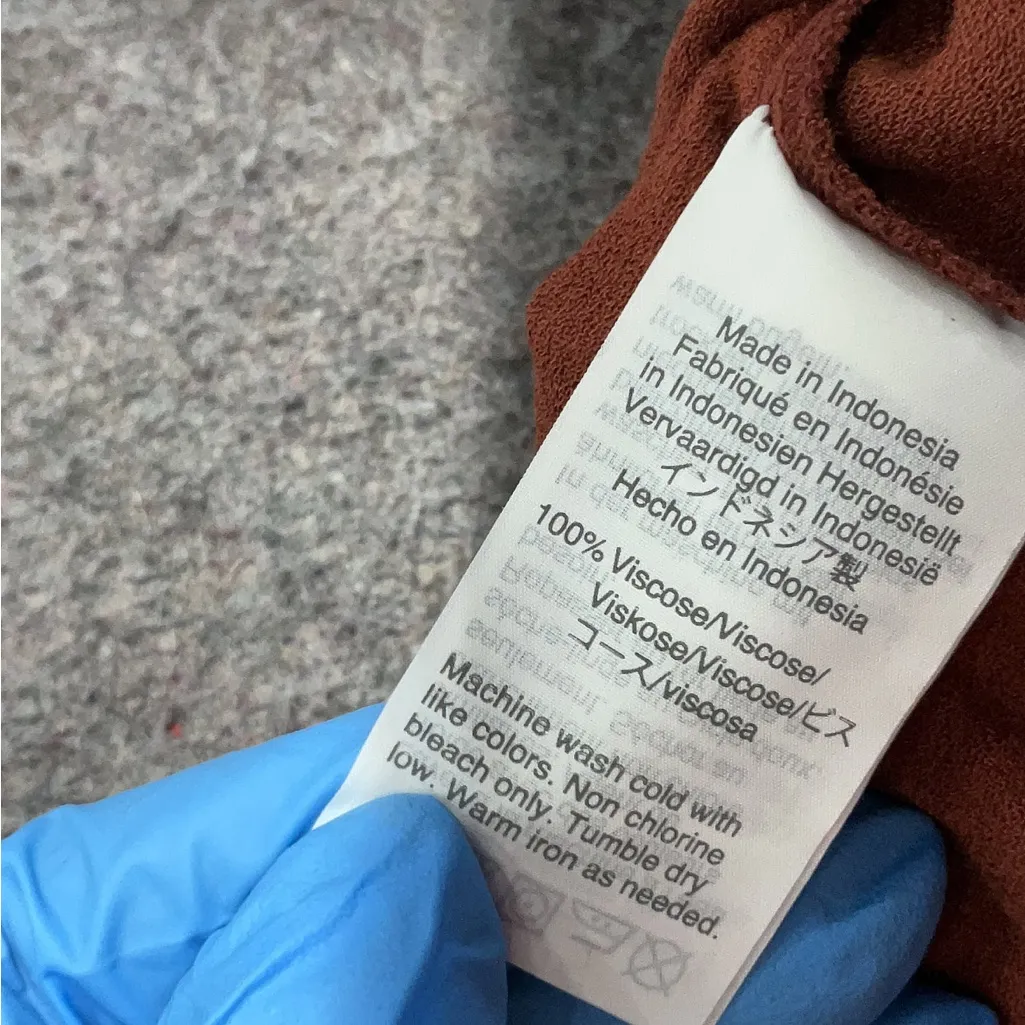 Made in Indonesia
Fabriqué en Indonésie
in Indonesien Hergestellt
Vervaardigd in Indonesië
インドネシア製
Hecho en Indonesia
100% Viscose/Viscose/
Viskose/Viscose/ビス
コース/viscosa
Machine wash cold with
like colors. Non chlorine
bleach only. Tumble dry
low. Warm iron as needed.